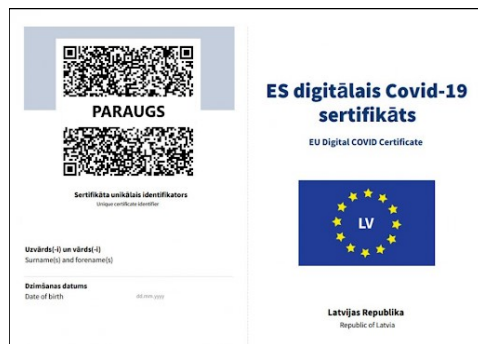 PARAUGS
Sertifikāta unikālais identifikators
Unique certificate identifier
Uzvārds(-i) un vārds(-i)
Surname(s) and forename(s)
Dzimšanas datums
Date of birth
dd.mm.yyyy
ES digitālais Covid-19
sertifikāts
EU Digital COVID Certificate
LV
Latvijas Republika
Republic of Latvia